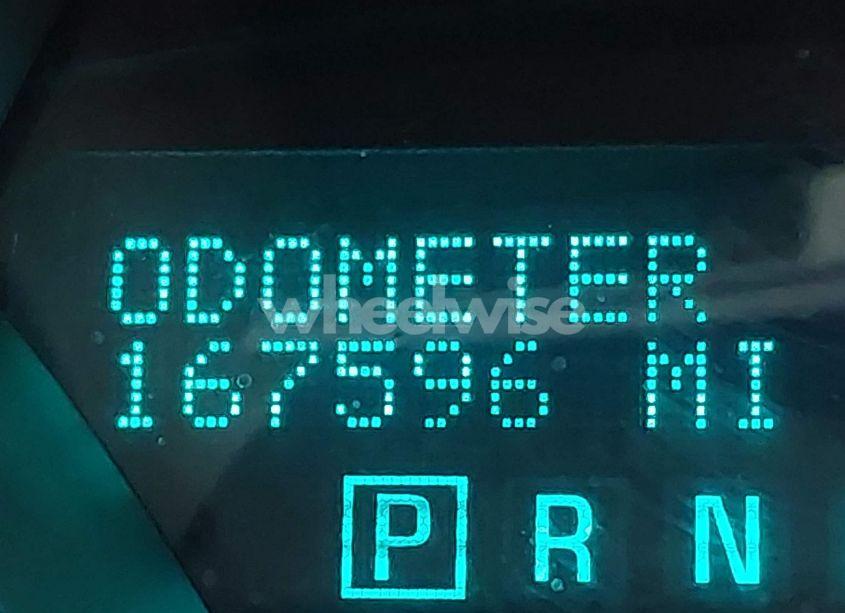 ODOMETER
wheelwise
167596 MI
P R N